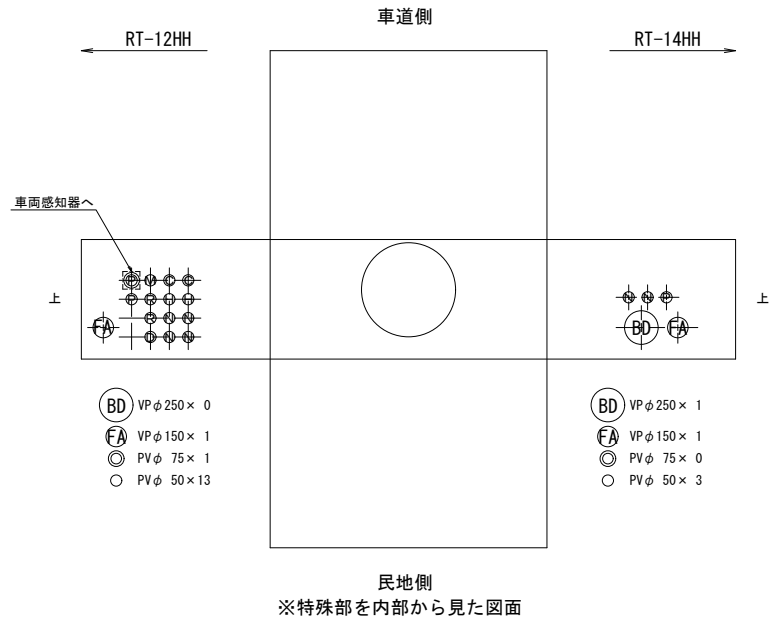 車道側
RT-12HH
RT-14HH
車両感知器へ
P M C C
上
上
N N P
FA
BD FA
BD VPφ250× 0
FA VPφ150× 1
PVφ 75× 1
PVφ 50×13
BD VPφ250× 1
FA VPφ150× 1
PVφ 75× 0
PVφ 50× 3
民地側
※特殊部を内部から見た図面